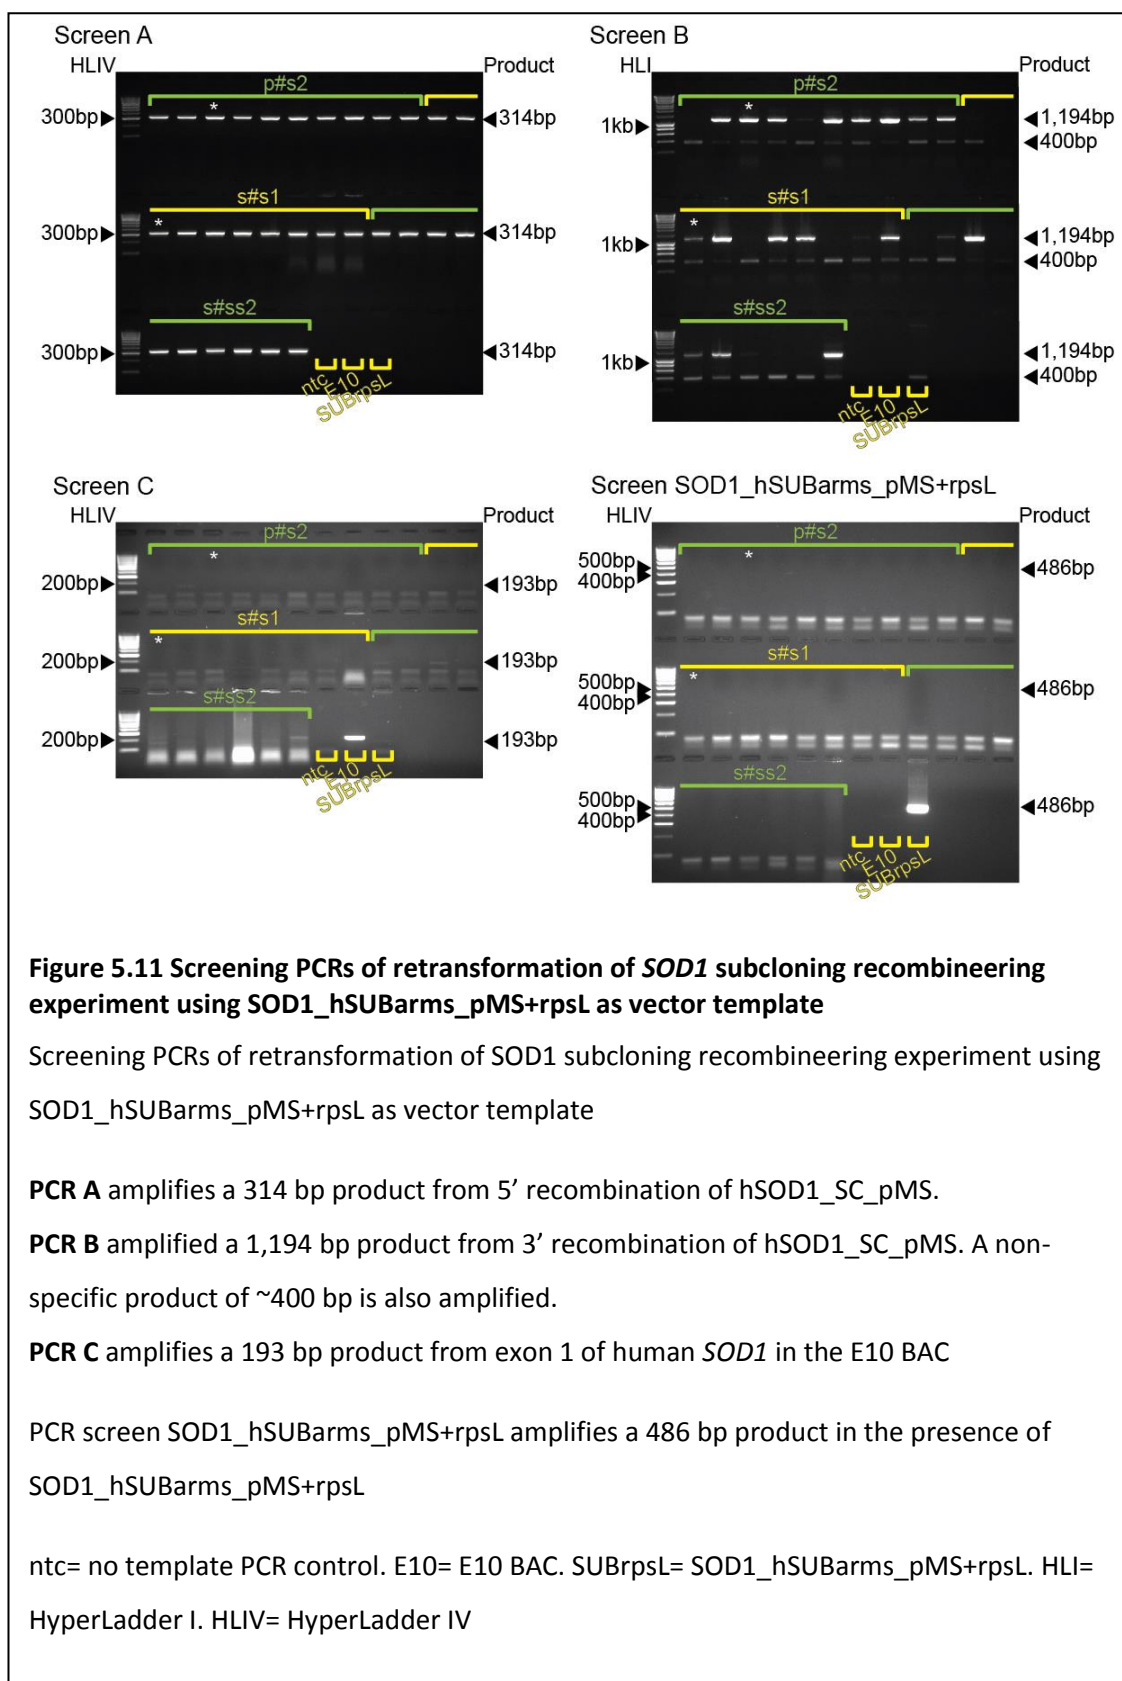 Screen A
HLIV
Product
p#s2
*
300bp
314bp
s#s1
*
300bp
314bp
s#ss2
300bp
314bp
ntc
E10
SUBrpsL
Screen B
HLI
Product
p#s2
*
1kb
1,194bp
400bp
s#s1
*
1kb
1,194bp
400bp
s#ss2
1kb
1,194bp
400bp
ntc
E10
SUBrpsL
Screen C
HLIV
Product
p#s2
*
200bp
193bp
s#s1
*
200bp
193bp
s#ss2
200bp
193bp
ntc
E10
SUBrpsL
Screen SOD1_hSUBarms_pMS+rpsL
HLIV
Product
p#s2
*
500bp
400bp
486bp
s#s1
*
500bp
400bp
486bp
s#ss2
500bp
400bp
486bp
ntc
E10
SUBrpsL
Figure 5.11 Screening PCRs of retransformation of SOD1 subcloning recombineering
experiment using SOD1_hSUBarms_pMS+rpsL as vector template
Screening PCRs of retransformation of SOD1 subcloning recombineering experiment using
SOD1_hSUBarms_pMS+rpsL as vector template
PCR A amplifies a 314 bp product from 5’ recombination of hSOD1_SC_pMS.
PCR B amplified a 1,194 bp product from 3’ recombination of hSOD1_SC_pMS. A non-
specific product of ~400 bp is also amplified.
PCR C amplifies a 193 bp product from exon 1 of human SOD1 in the E10 BAC
PCR screen SOD1_hSUBarms_pMS+rpsL amplifies a 486 bp product in the presence of
SOD1_hSUBarms_pMS+rpsL
ntc= no template PCR control. E10= E10 BAC. SUBrpsL= SOD1_hSUBarms_pMS+rpsL. HLI=
HyperLadder I. HLIV= HyperLadder IV